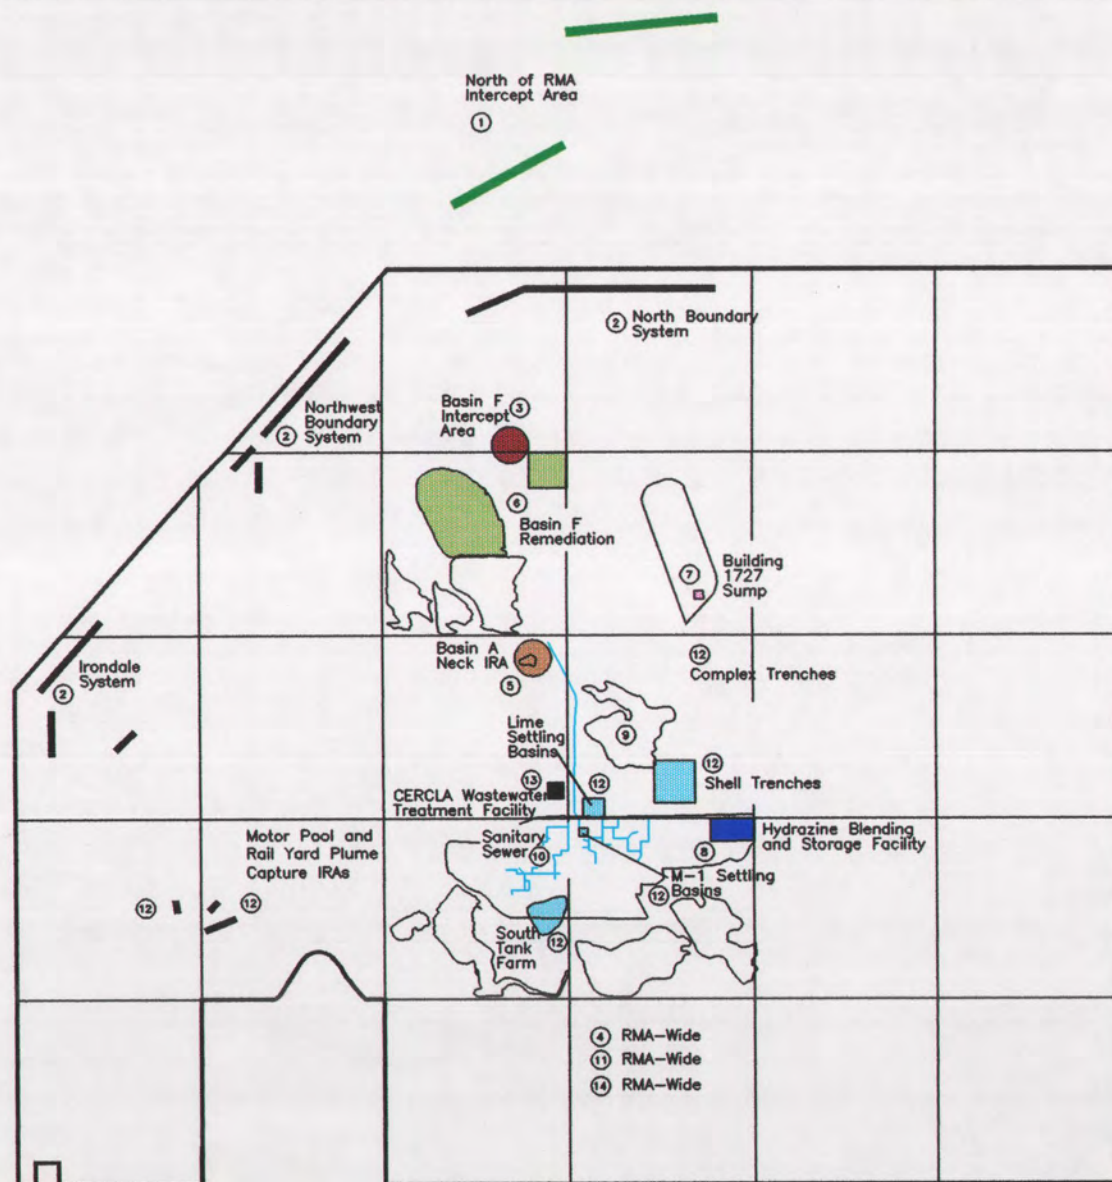 North of RMA
Intercept Area
1
2 North Boundary
System
Northwest
Boundary
2 System
Basin F 3
Intercept
Area
6
Basin F
Remediation
7
Building
1727
Sump
Basin A
Neck IRA
5
12
Complex Trenches
Irondale
System
2
Lime
Settling
Basins
9
12
Shell Trenches
13
12
CERCLA Wastewater
Treatment Facility
Motor Pool and
Rail Yard Plume
Capture IRAs
12
12
Sanitary
Sewer 10
Hydrazine Blending
and Storage Facility
8
M-1 Settling
Basins
12
South
Tank
Farm
12
4 RMA-Wide
11 RMA-Wide
14 RMA-Wide